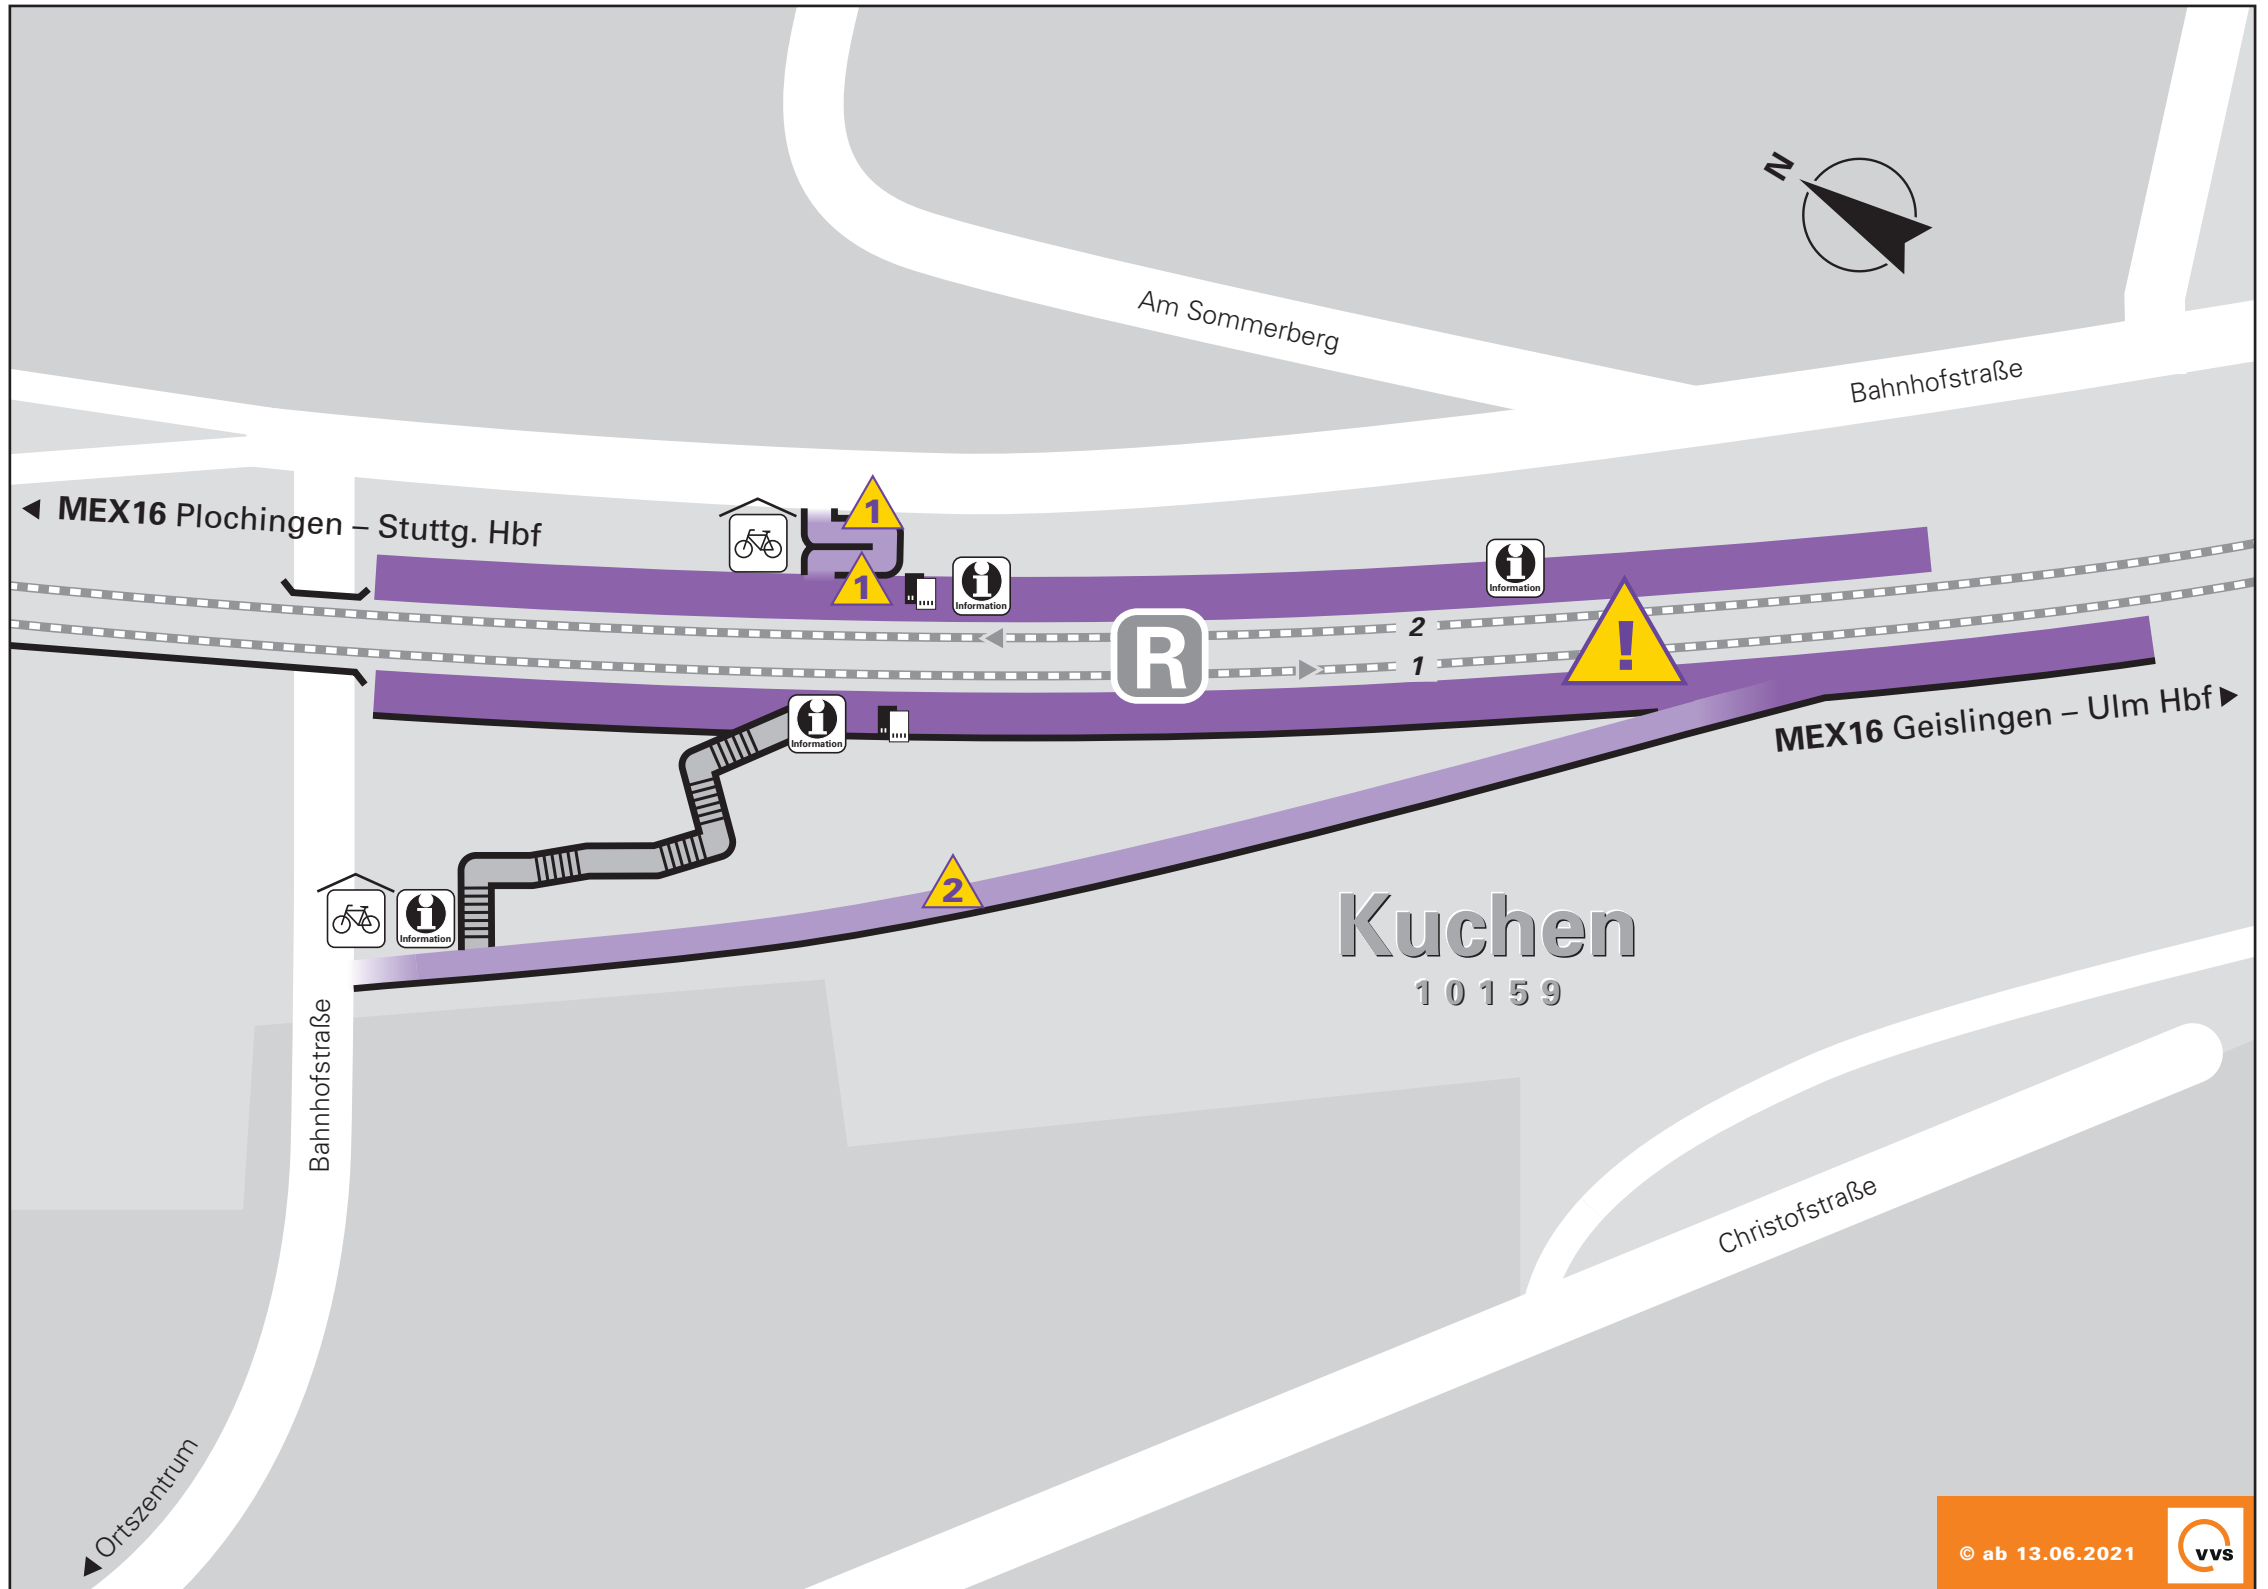 N
Am Sommerberg
Bahnhofstraße
MEX16 Plochingen – Stuttg. Hbf
1
1
Information
Information
2
1
R
!
Information
MEX16 Geislingen – Ulm Hbf
2
Information
Kuchen
10159
Bahnhofstraße
Christofstraße
Ortszentrum
© ab 13.06.2021
VVS